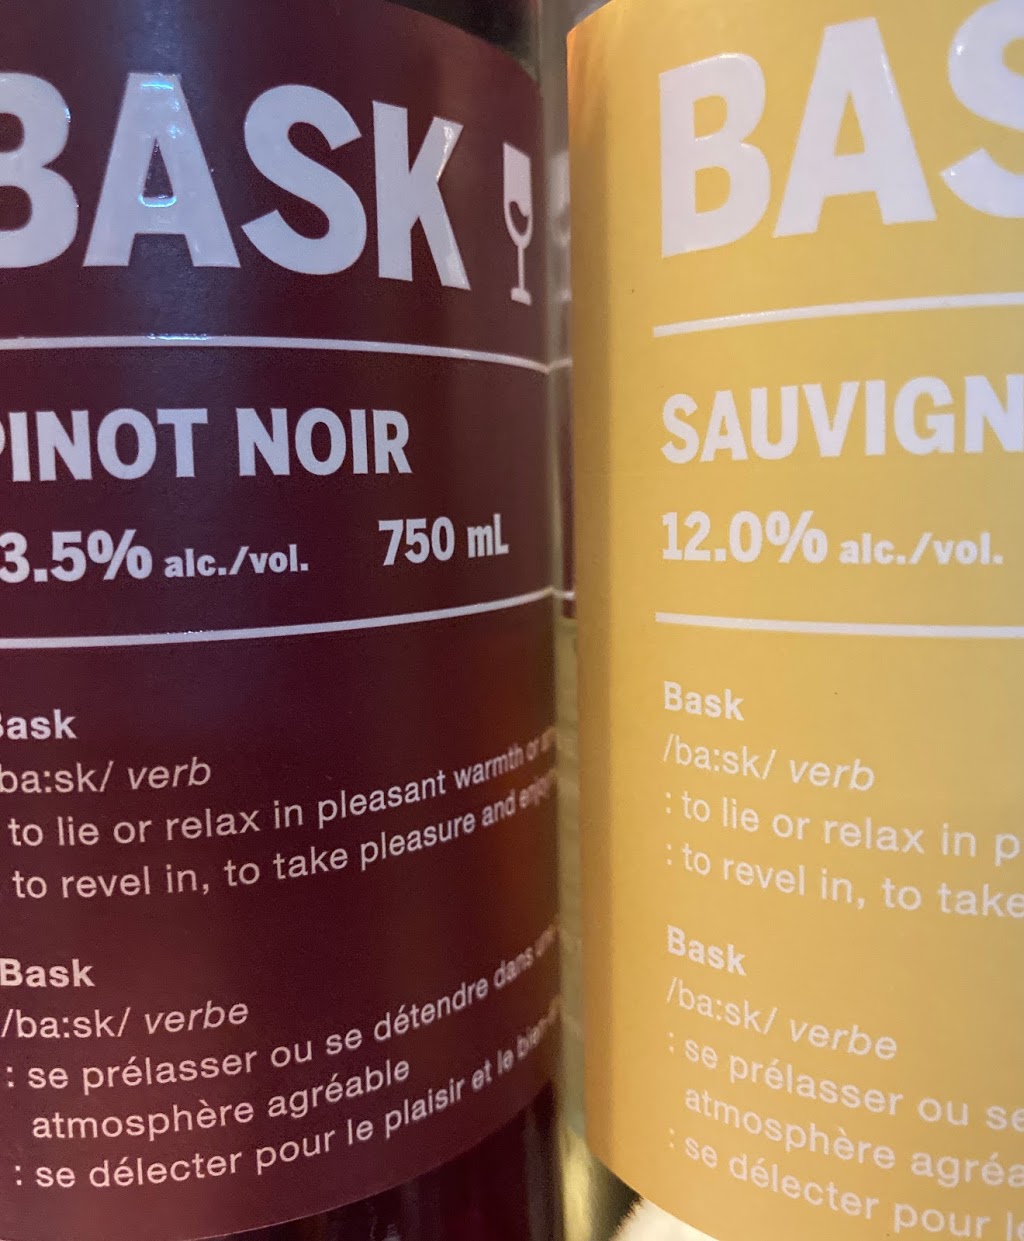 BASK
PINOT NOIR
3.5% alc./vol. 750 mL
Bask
/ba:sk/ verb
: to lie or relax in pleasant warmth or
: to revel in, to take pleasure and
Bask
/ba:sk/ verbe
: se prélasser ou se détendre dans une
atmosphère agréable
: se délecter pour le plaisir et le
BAS
SAUVIGN
12.0% alc./vol.
Bask
/ba:sk/ verb
: to lie or relax in p
: to revel in, to take
Bask
/ba:sk/ verbe
: se prélasser ou se
atmosphère agréa
: se délecter pour l